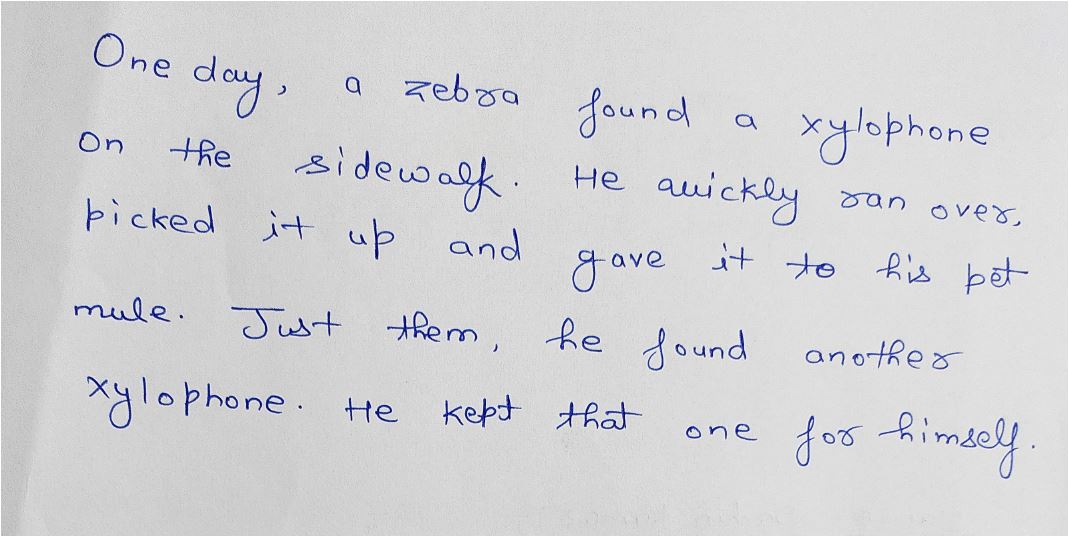 One day, a zebra found a xylophone
on the sidewalk. He quickly ran over,
picked it up and gave it to his pet
mule. Just them, he found another
xylophone. He kept that one for himself.